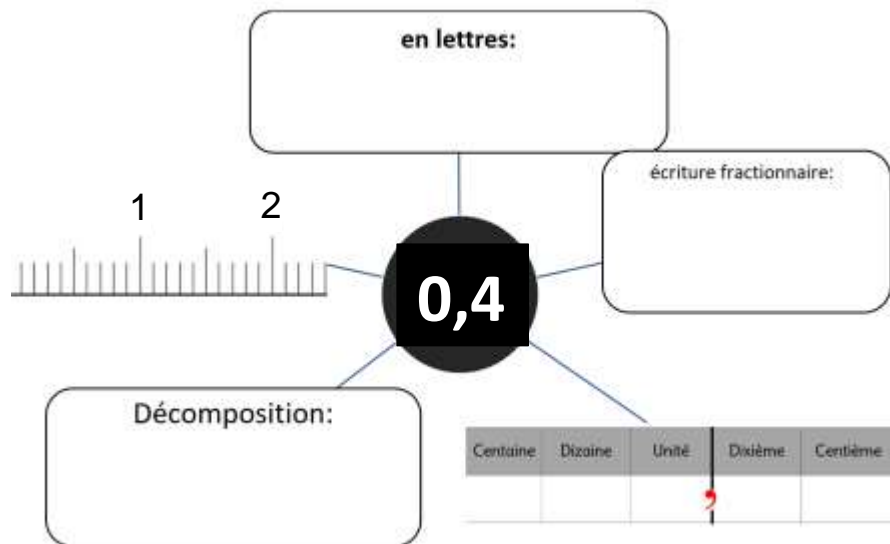 en lettres:
écriture fractionnaire:
1 2
0,4
Décomposition:
Centaine Dizaine Unité Dixième Centième
,